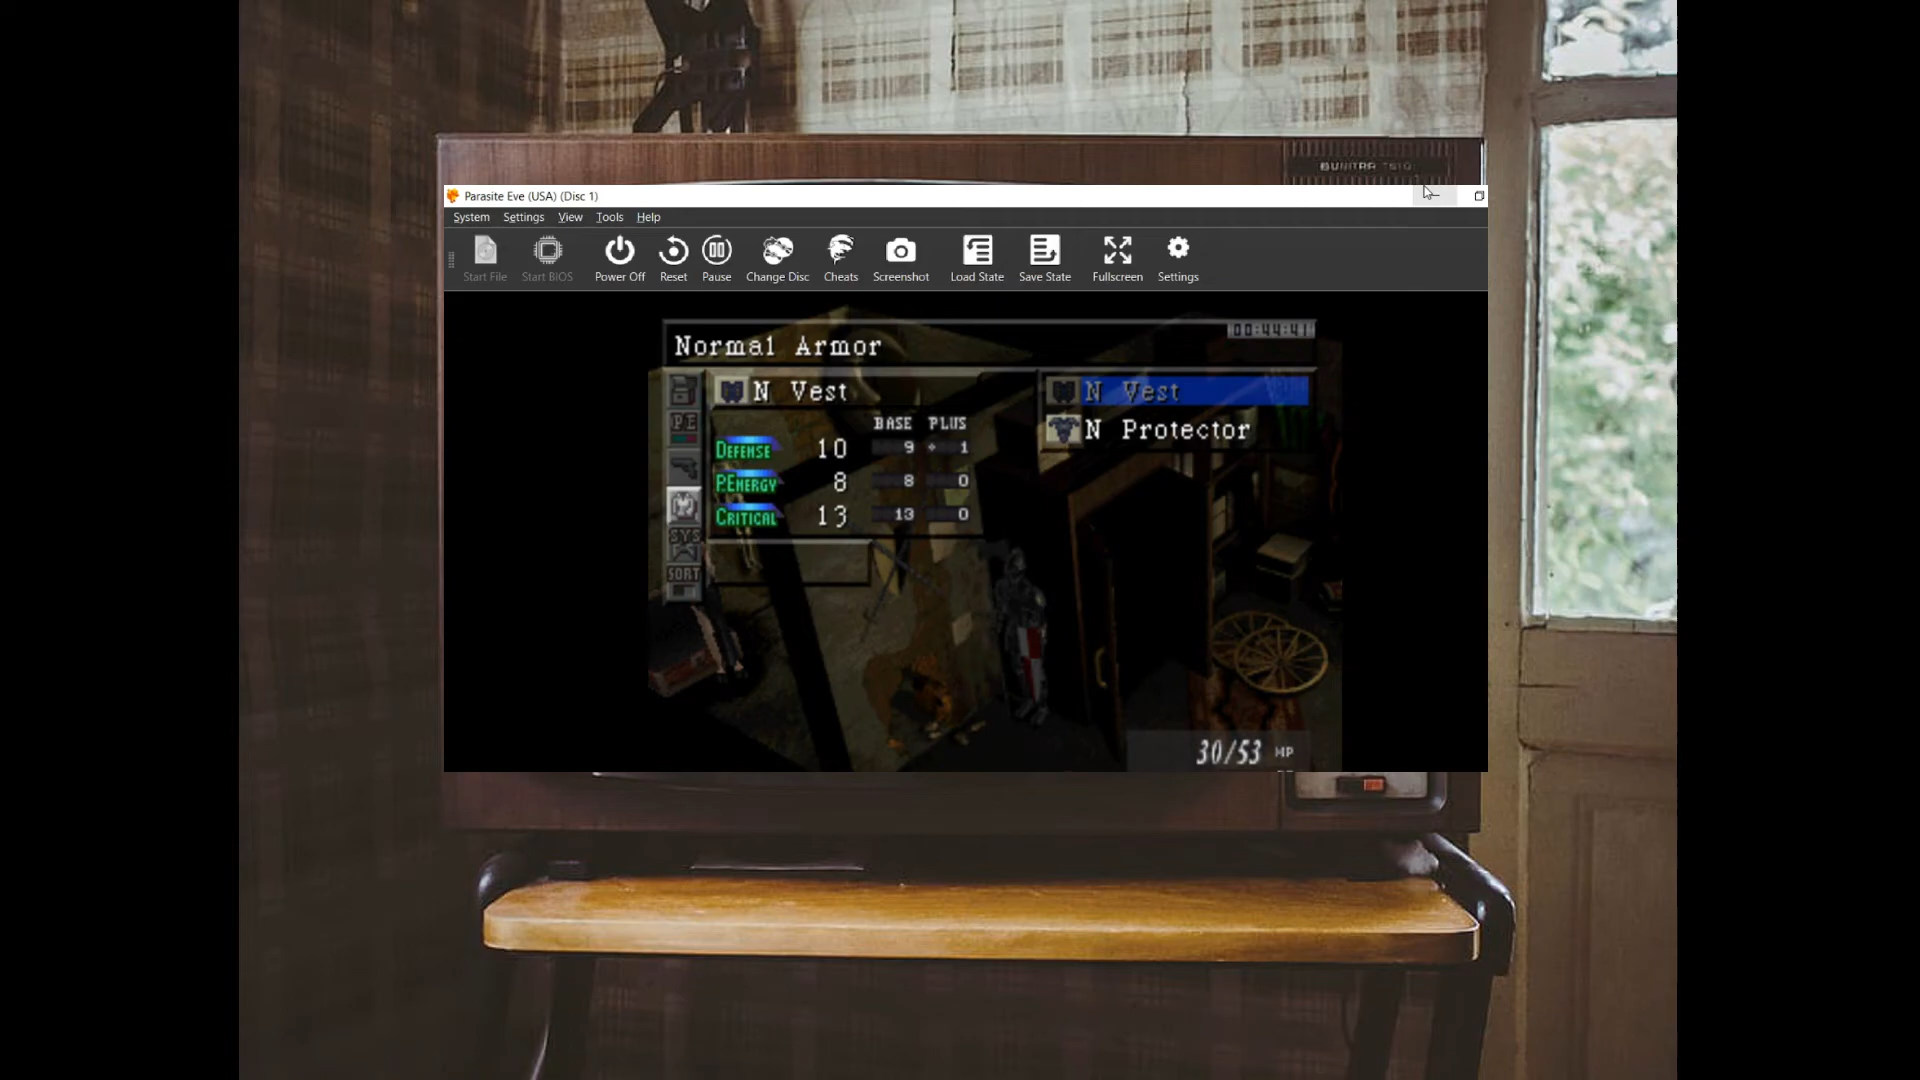 Parasite Eve (USA) (Disc 1)
System Settings View Tools Help
Start File Start BIOS Power Off Reset Pause Change Disc Cheats Screenshot Load State Save State Fullscreen Settings
00:44:41
Normal Armor
N Vest
N Vest
PE
BASE PLUS
N Protector
DEFENSE 10 9 + 1
P.ENERGY 8 8 0
CRITICAL 13 13 0
SYS
SORT
30/53 HP